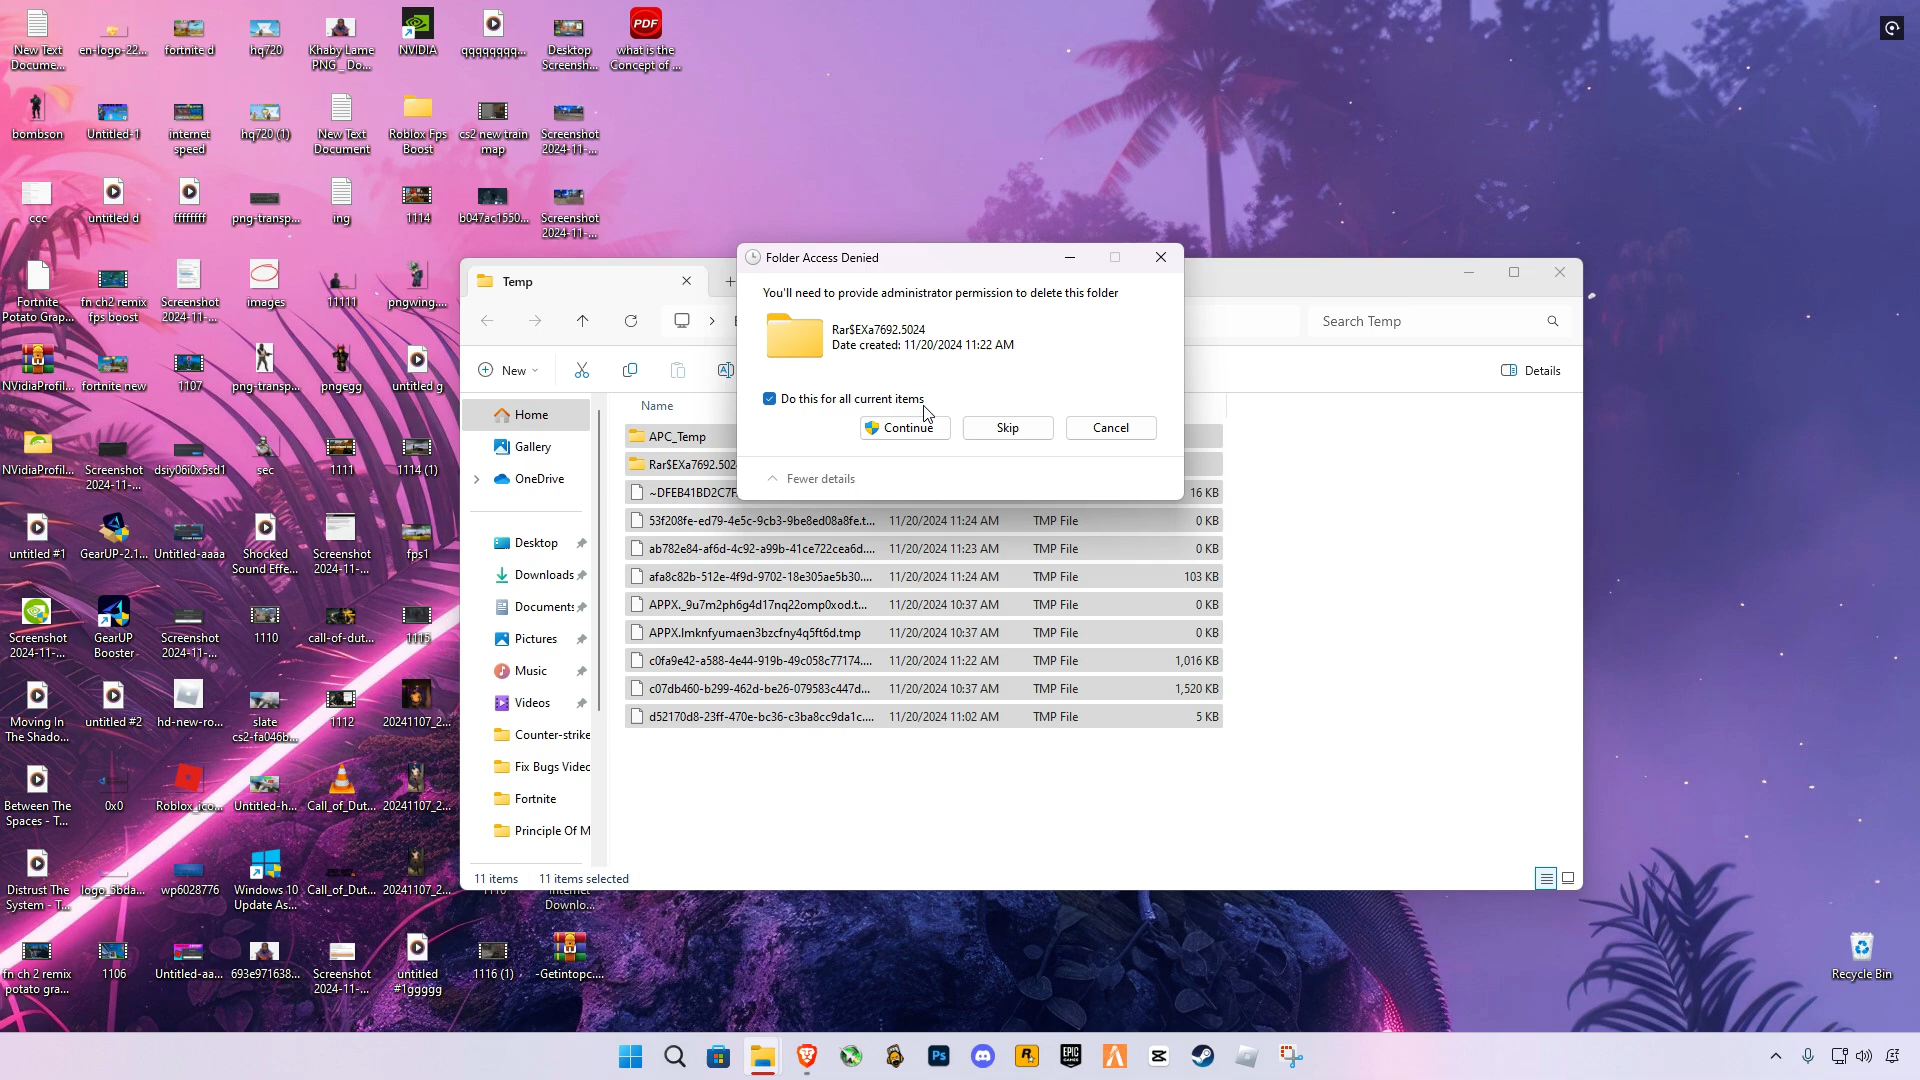 New Text
Docume...
en-logo-22...
fortnite d
hq720
Khaby Lame
PNG _ Do...
NVIDIA
qqqqqqqq...
Desktop
Screensh...
PDF
what is the
Concept of ...
bombson
Untitled-1
internet
speed
hq720 (1)
New Text
Document
Roblox Fps
Boost
cs2 new train
map
Screenshot
2024-11-...
ccc
untitled d
ffffffff
png-transp...
ing
1114
b047ac1550...
Screenshot
2024-11-...
Fortnite
Potato Grap...
fn ch2 remix
fps boost
Screenshot
2024-11-...
images
11111
pngwing....
NVidiaProfil...
fortnite new
1107
png-transp...
pngegg
untitled g
NVidiaProfil...
Screenshot
2024-11-...
dsiy06i0x5sd1
sec
1111
1114 (1)
untitled #1
GearUP-2.1...
Untitled-aaaa
Shocked
Sound Effe...
Screenshot
2024-11-...
fps1
Screenshot
2024-11-...
GearUP
Booster
Screenshot
2024-11-...
1110
call-of-dut...
1115
Moving In
The Shado...
untitled #2
hd-new-ro...
slate
cs2-fa046b...
1112
20241107_2...
Between The
Spaces - T...
0x0
Roblox_ico...
Untitled-h...
Call_of_Dut...
20241107_2...
Distrust The
System - T...
logo_5bda...
wp6028776
Windows 10
Update As...
Call_of_Dut...
20241107_2...
Downlo...
fn ch 2 remix
potato gra...
1106
Untitled-aa...
693e971638...
Screenshot
2024-11-...
untitled
#1ggggg
1116 (1)
-Getintopc....
Recycle Bin
Temp
Search Temp
New
Details
Home
Gallery
OneDrive
Desktop
Downloads
Documents
Pictures
Music
Videos
Counter-strike
Fix Bugs Videc
Fortnite
Principle Of M
Name
APC_Temp
Rar$EXa7692.502
~DFEB41BD2C7F
16 KB
53f208fe-ed79-4e5c-9cb3-9be8ed08a8fe.t... 11/20/2024 11:24 AM TMP File 0 KB
ab782e84-af6d-4c92-a99b-41ce722cea6d.... 11/20/2024 11:23 AM TMP File 0 KB
afa8c82b-512e-4f9d-9702-18e305ae5b30.... 11/20/2024 11:24 AM TMP File 103 KB
APPX._9u7m2ph6g4d17nq22omp0xod.t... 11/20/2024 10:37 AM TMP File 0 KB
APPX.lmknfyumaen3bzcfny4q5ft6d.tmp 11/20/2024 10:37 AM TMP File 0 KB
c0fa9e42-a588-4e44-919b-49c058c77174.... 11/20/2024 11:22 AM TMP File 1,016 KB
c07db460-b299-462d-be26-079583c447d... 11/20/2024 10:37 AM TMP File 1,520 KB
d52170d8-23ff-470e-bc36-c3ba8cc9da1c.... 11/20/2024 11:02 AM TMP File 5 KB
11 items 11 items selected
Folder Access Denied
You'll need to provide administrator permission to delete this folder
Rar$EXa7692.5024
Date created: 11/20/2024 11:22 AM
Do this for all current items
Continue
Skip
Cancel
Fewer details
Ps
R
EPIC
GAMES